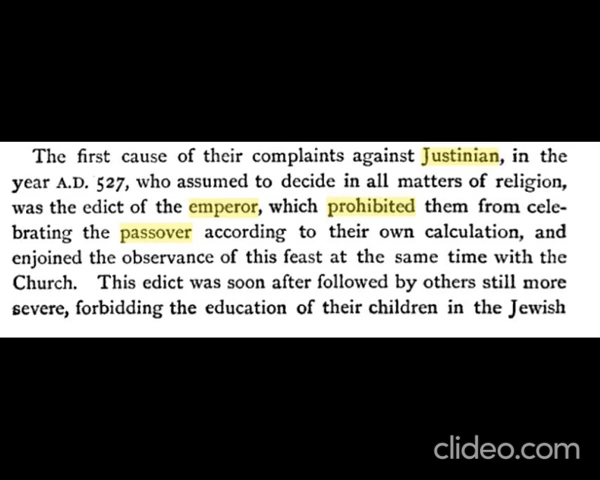 The first cause of their complaints against Justinian, in the
year A.D. 527, who assumed to decide in all matters of religion,
was the edict of the emperor, which prohibited them from cele-
brating the passover according to their own calculation, and
enjoined the observance of this feast at the same time with the
Church. This edict was soon after followed by others still more
severe, forbidding the education of their children in the Jewish
clideo.com